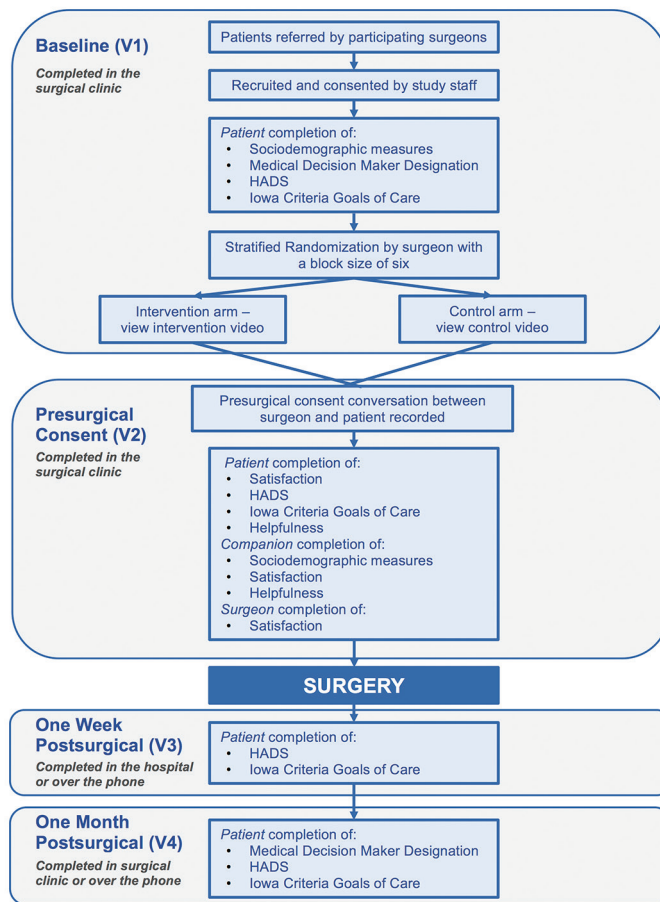 Baseline (V1)
Completed in the
surgical clinic
Patients referred by participating surgeons
Recruited and consented by study staff
Patient completion of:
• Sociodemographic measures
• Medical Decision Maker Designation
• HADS
• Iowa Criteria Goals of Care
Stratified Randomization by surgeon with
a block size of six
Intervention arm –
view intervention video
Control arm –
view control video
Presurgical
Consent (V2)
Completed in the
surgical clinic
Presurgical consent conversation between
surgeon and patient recorded
Patient completion of:
• Satisfaction
• HADS
• Iowa Criteria Goals of Care
• Helpfulness
Companion completion of:
• Sociodemographic measures
• Satisfaction
• Helpfulness
Surgeon completion of:
• Satisfaction
SURGERY
One Week
Postsurgical (V3)
Completed in the hospital
or over the phone
Patient completion of:
• HADS
• Iowa Criteria Goals of Care
One Month
Postsurgical (V4)
Completed in surgical
clinic or over the phone
Patient completion of:
• Medical Decision Maker Designation
• HADS
• Iowa Criteria Goals of Care